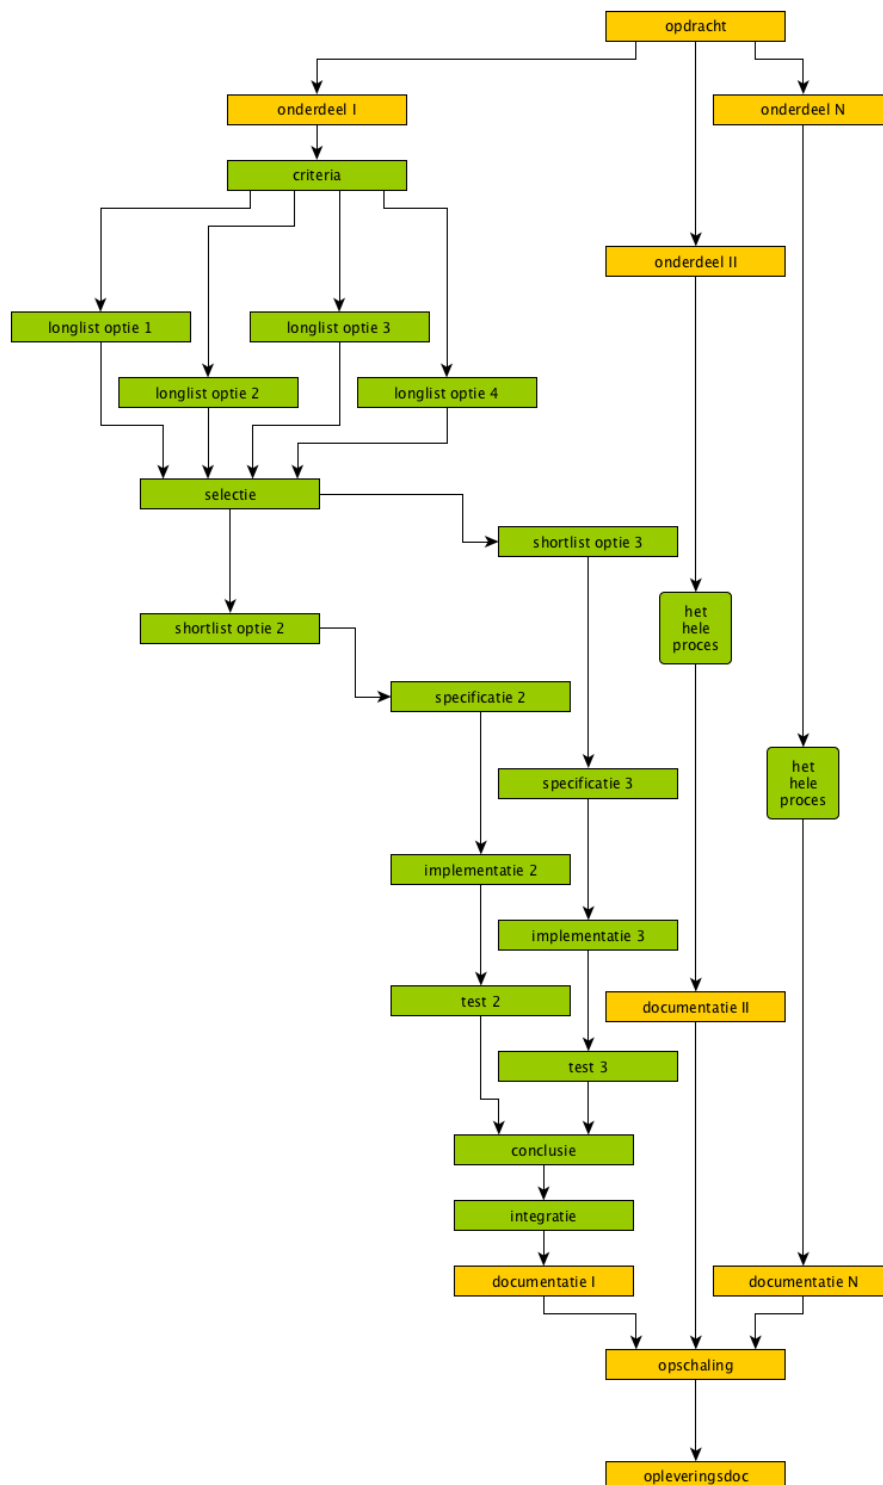 opdracht
onderdeel I
onderdeel N
criteria
onderdeel II
longlist optie 1
longlist optie 3
longlist optie 2
longlist optie 4
selectie
shortlist optie 3
het
hele
proces
shortlist optie 2
specificatie 2
het
hele
proces
specificatie 3
implementatie 2
implementatie 3
test 2
documentatie II
test 3
conclusie
integratie
documentatie I
documentatie N
opschaling
opleveringsdoc